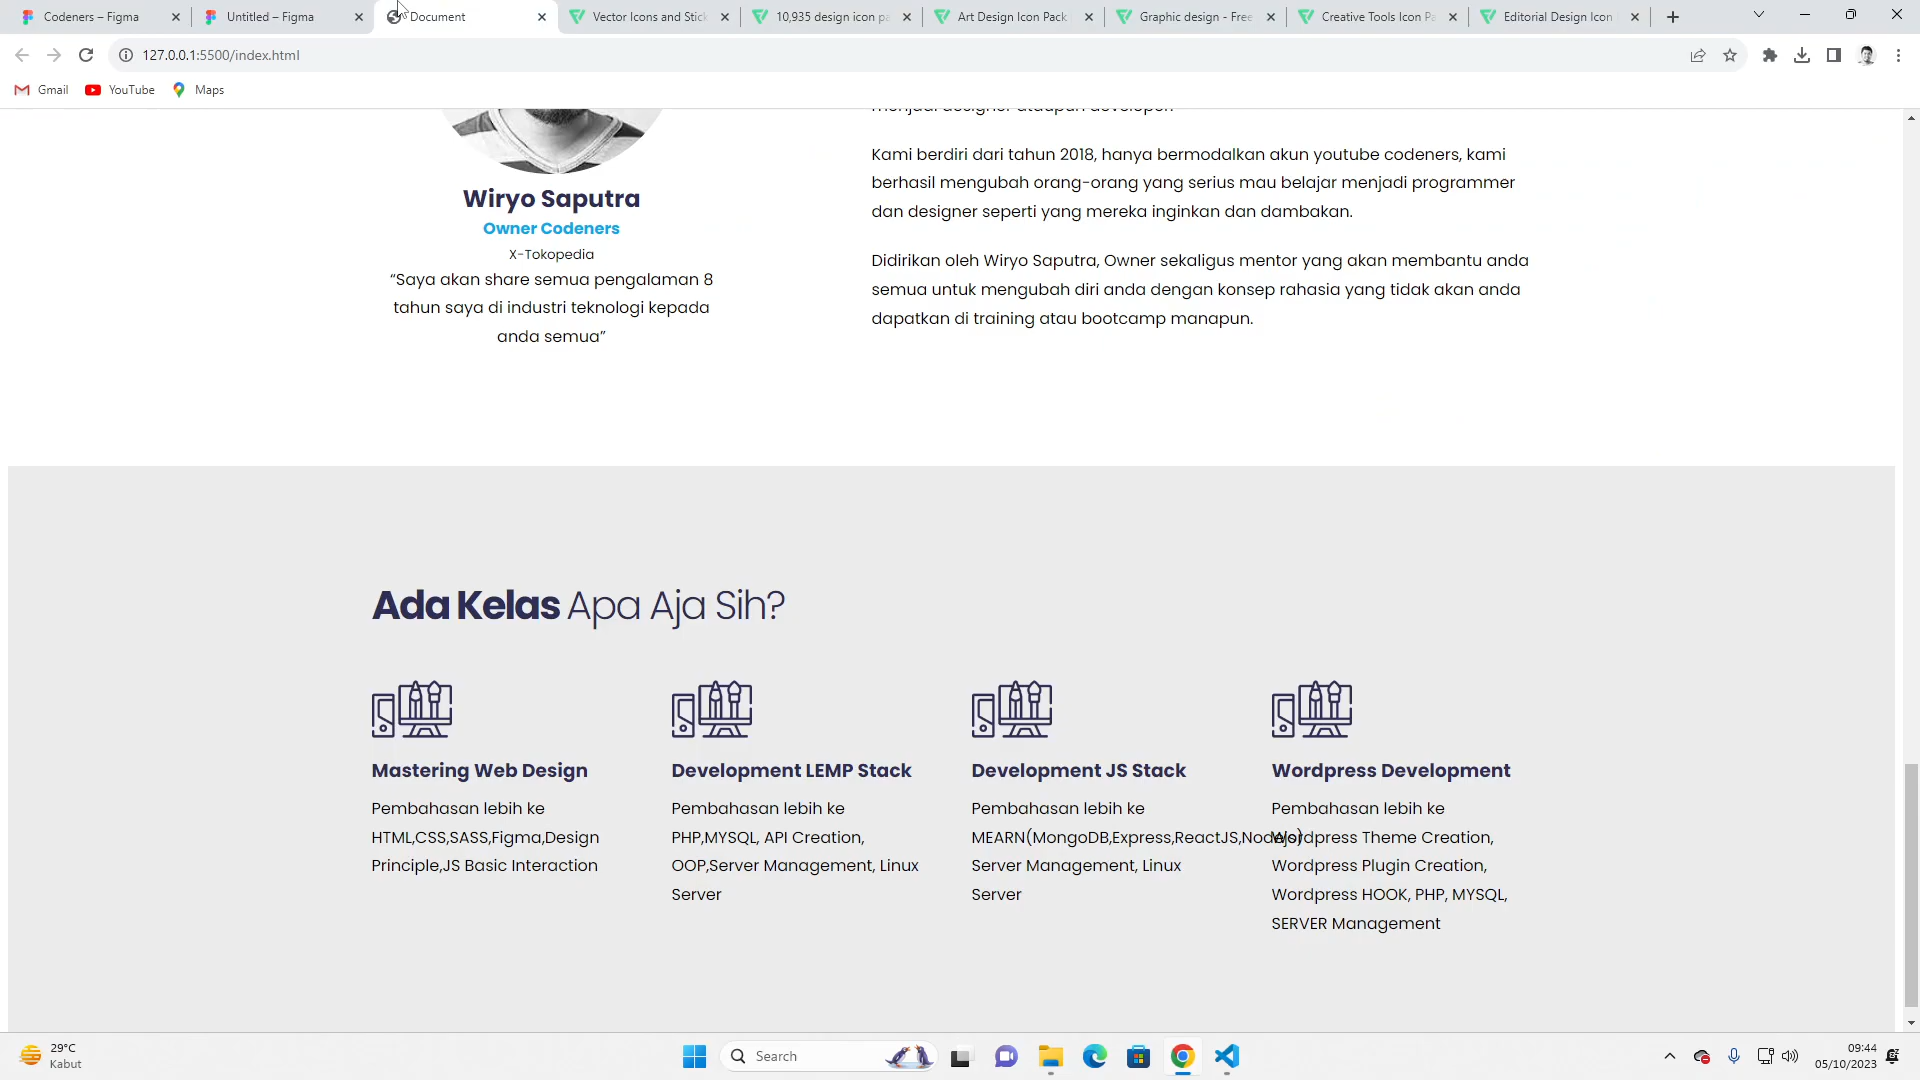 Codeners – Figma
Untitled – Figma
Document
Vector Icons and Stick
10,935 design icon pa
Art Design Icon Pack
Graphic design - Free
Creative Tools Icon Pa
Editorial Design Icon
127.0.0.1:5500/index.html
Gmail
YouTube
Maps
menjadi designer ataupun developer.
Kami berdiri dari tahun 2018, hanya bermodalkan akun youtube codeners, kami
berhasil mengubah orang-orang yang serius mau belajar menjadi programmer
dan designer seperti yang mereka inginkan dan dambakan.
Didirikan oleh Wiryo Saputra, Owner sekaligus mentor yang akan membantu anda
semua untuk mengubah diri anda dengan konsep rahasia yang tidak akan anda
dapatkan di training atau bootcamp manapun.
Wiryo Saputra
Owner Codeners
X-Tokopedia
“Saya akan share semua pengalaman 8
tahun saya di industri teknologi kepada
anda semua”
Ada Kelas Apa Aja Sih?
Mastering Web Design
Pembahasan lebih ke
HTML,CSS,SASS,Figma,Design
Principle,JS Basic Interaction
Development LEMP Stack
Pembahasan lebih ke
PHP,MYSQL, API Creation,
OOP,Server Management, Linux
Server
Development JS Stack
Pembahasan lebih ke
MEARN(MongoDB,Express,ReactJS,NodeJs)
Server Management, Linux
Server
Wordpress Development
Pembahasan lebih ke
Wordpress Theme Creation,
Wordpress Plugin Creation,
Wordpress HOOK, PHP, MYSQL,
SERVER Management
29°C
Kabut
Search
09:44
05/10/2023